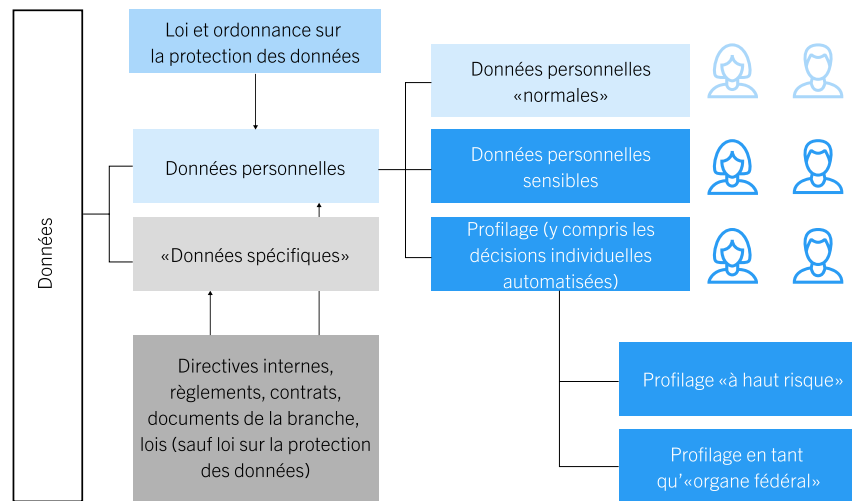 Données
Loi et ordonnance sur
la protection des données
Données personnelles
«Données spécifiques»
Directives internes,
règlements, contrats,
documents de la branche,
lois (sauf loi sur la protection
des données)
Données personnelles
«normales»
Données personnelles
sensibles
Profilage (y compris les
décisions individuelles
automatisées)
Profilage «à haut risque»
Profilage en tant
qu’«organe fédéral»